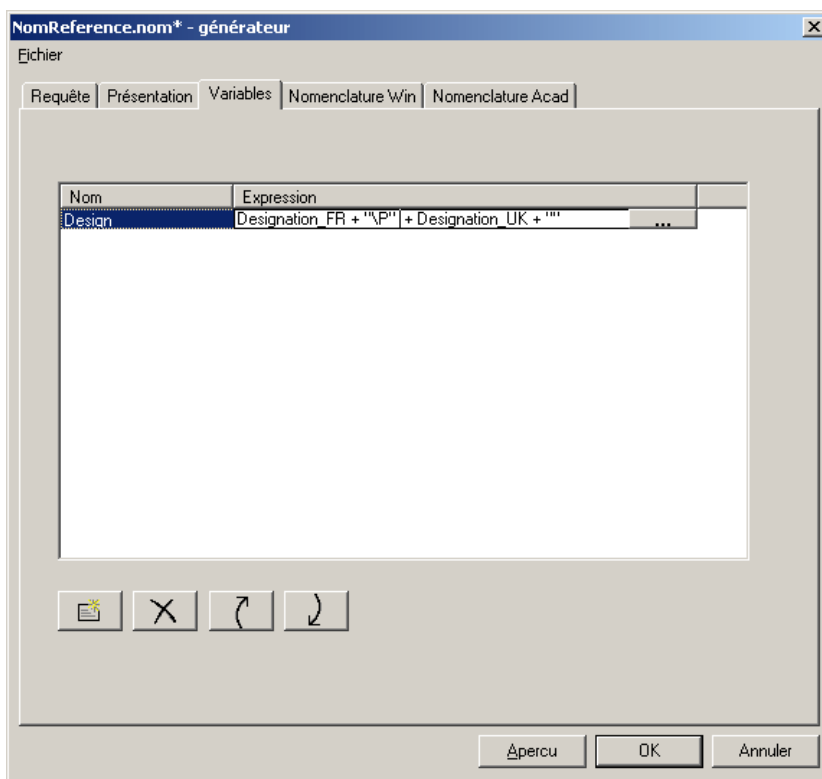 NomReference.nom* - générateur
Fichier
Requête Présentation Variables Nomenclature Win Nomenclature Acad
Nom Expression
Design Designation_FR + "\P" + Designation_UK + "" ...
Apercu OK Annuler